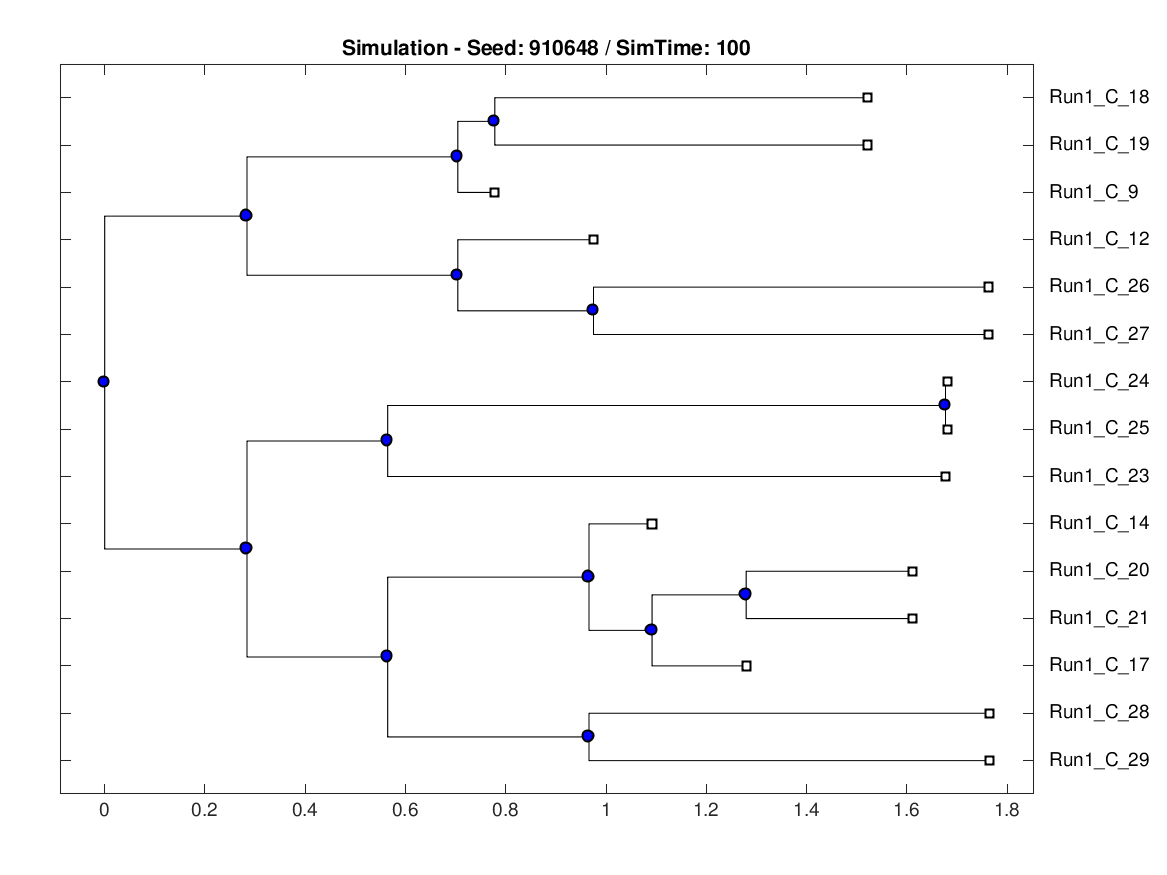 Simulation - Seed: 910648 / SimTime: 100
Run1_C_18
Run1_C_19
Run1_C_9
Run1_C_12
Run1_C_26
Run1_C_27
Run1_C_24
Run1_C_25
Run1_C_23
Run1_C_14
Run1_C_20
Run1_C_21
Run1_C_17
Run1_C_28
Run1_C_29
0 0.2 0.4 0.6 0.8 1 1.2 1.4 1.6 1.8